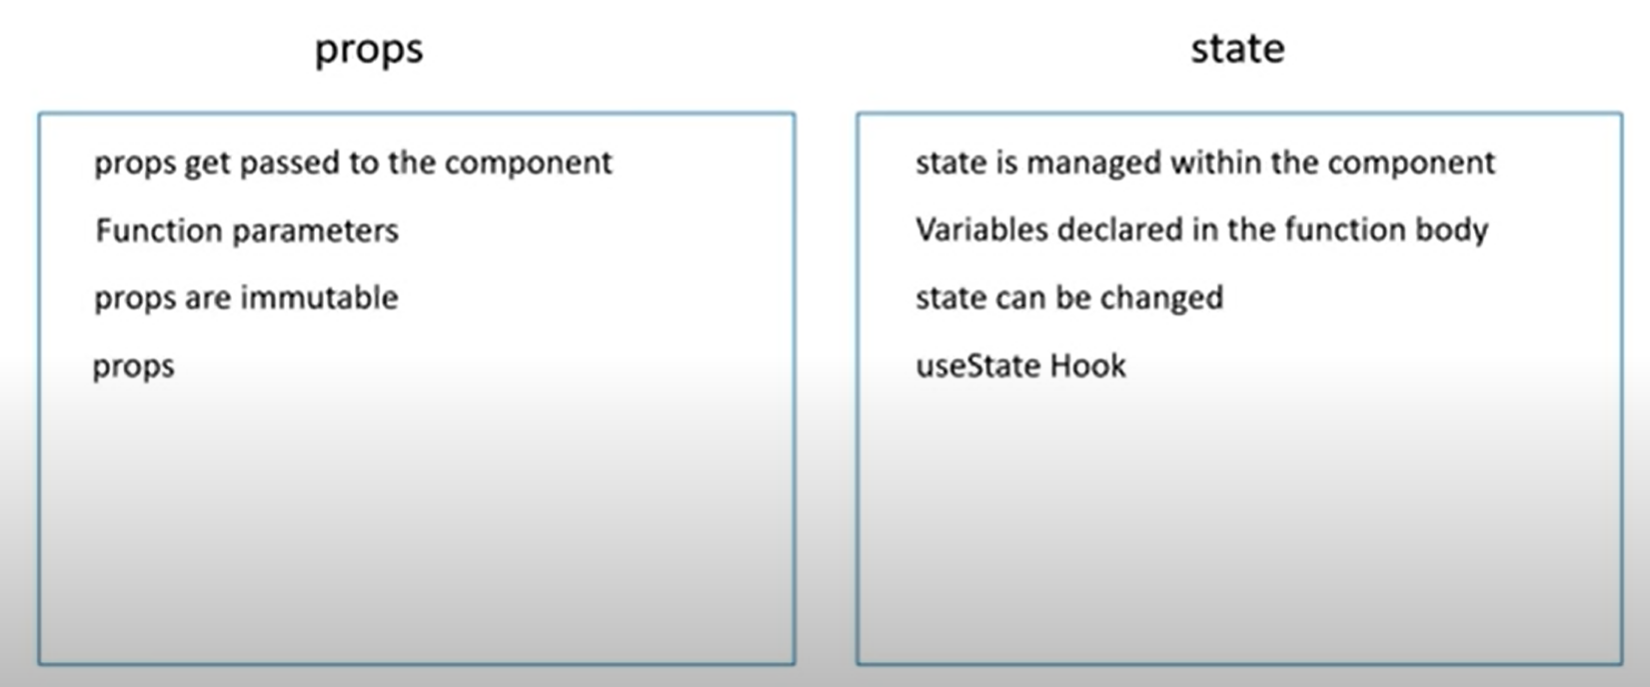 props
props get passed to the component
Function parameters
props are immutable
props
state
state is managed within the component
Variables declared in the function body
state can be changed
useState Hook